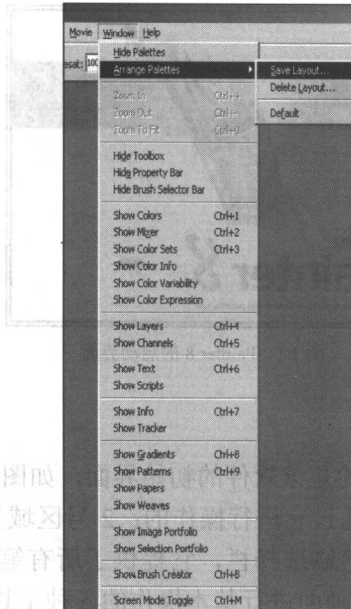 Movie Window Help
Hide Palettes
Arrange Palettes
Save Layout...
Delete Layout...
Default
Zoom In Ctrl-+
Zoom Out Ctrl--
Zoom To Fit Ctrl-0
Hide Toolbox
Hide Property Bar
Hide Brush Selector Bar
Show Colors Ctrl+1
Show Mixer Ctrl+2
Show Color Sets Ctrl+3
Show Color Info
Show Color Variability
Show Color Expression
Show Layers Ctrl+4
Show Channels Ctrl+5
Show Text Ctrl+6
Show Scripts
Show Info Ctrl+7
Show Tracker
Show Gradients Ctrl+8
Show Patterns Ctrl+9
Show Papers
Show Weaves
Show Image Portfolio
Show Selection Portfolio
Show Brush Creator Ctrl+B
Screen Mode Toggle Ctrl+M